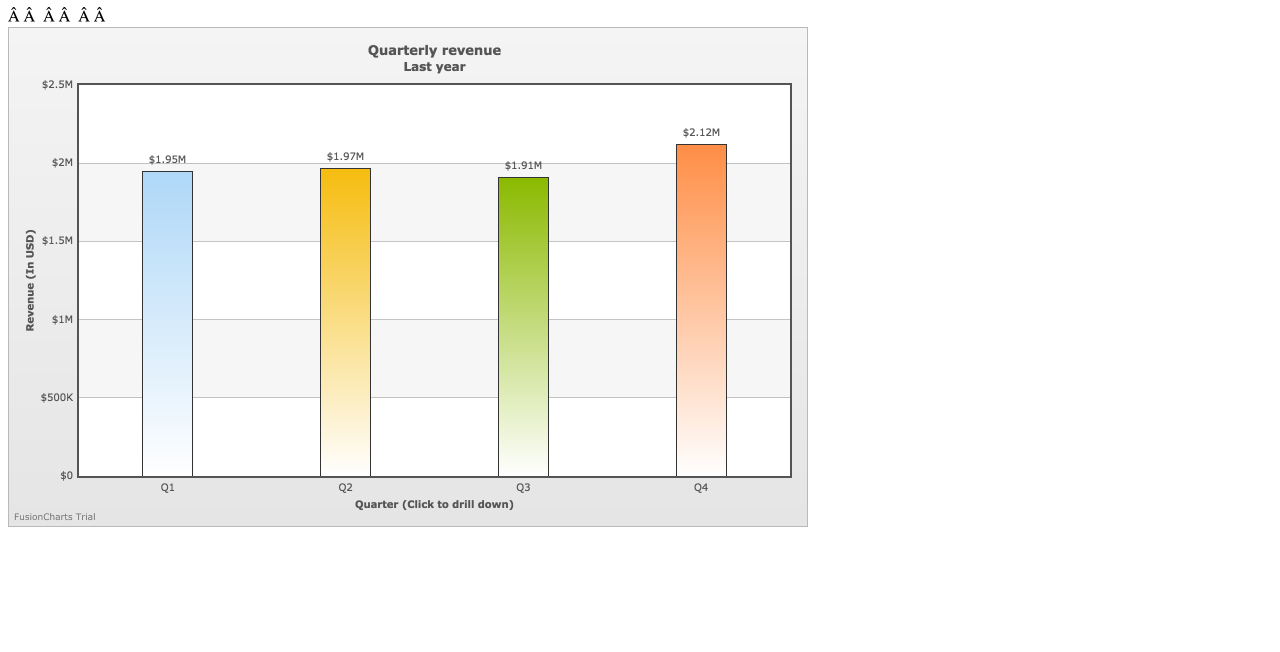 Â Â  Â Â  Â Â
Quarterly revenue
Last year
$2.5M
$2M
$1.5M
$1M
$500K
$0
Revenue (In USD)
$1.95M
$1.97M
$1.91M
$2.12M
Q1
Q2
Q3
Q4
Quarter (Click to drill down)
FusionCharts Trial